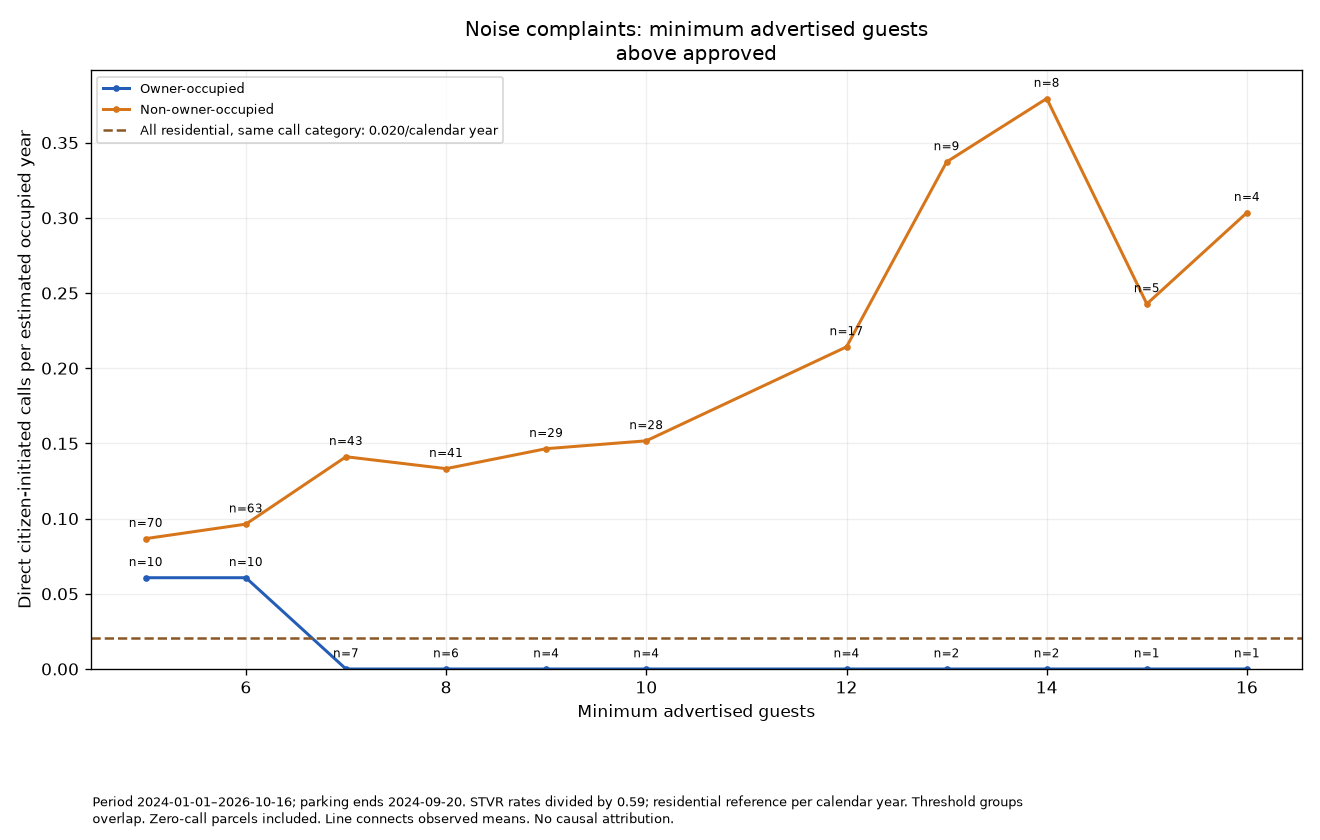 Noise complaints: minimum advertised guests
above approved
Direct citizen-initiated calls per estimated occupied year
Owner-occupied
Non-owner-occupied
All residential, same call category: 0.020/calendar year
0.35
0.30
0.25
0.20
0.15
0.10
0.05
0.00
n=70
n=63
n=43
n=41
n=29
n=28
n=17
n=9
n=8
n=5
n=4
n=10
n=10
n=7
n=6
n=4
n=4
n=4
n=2
n=2
n=1
n=1
6
8
10
12
14
16
Minimum advertised guests
Period 2024-01-01–2026-10-16; parking ends 2024-09-20. STVR rates divided by 0.59; residential reference per calendar year. Threshold groups
overlap. Zero-call parcels included. Line connects observed means. No causal attribution.